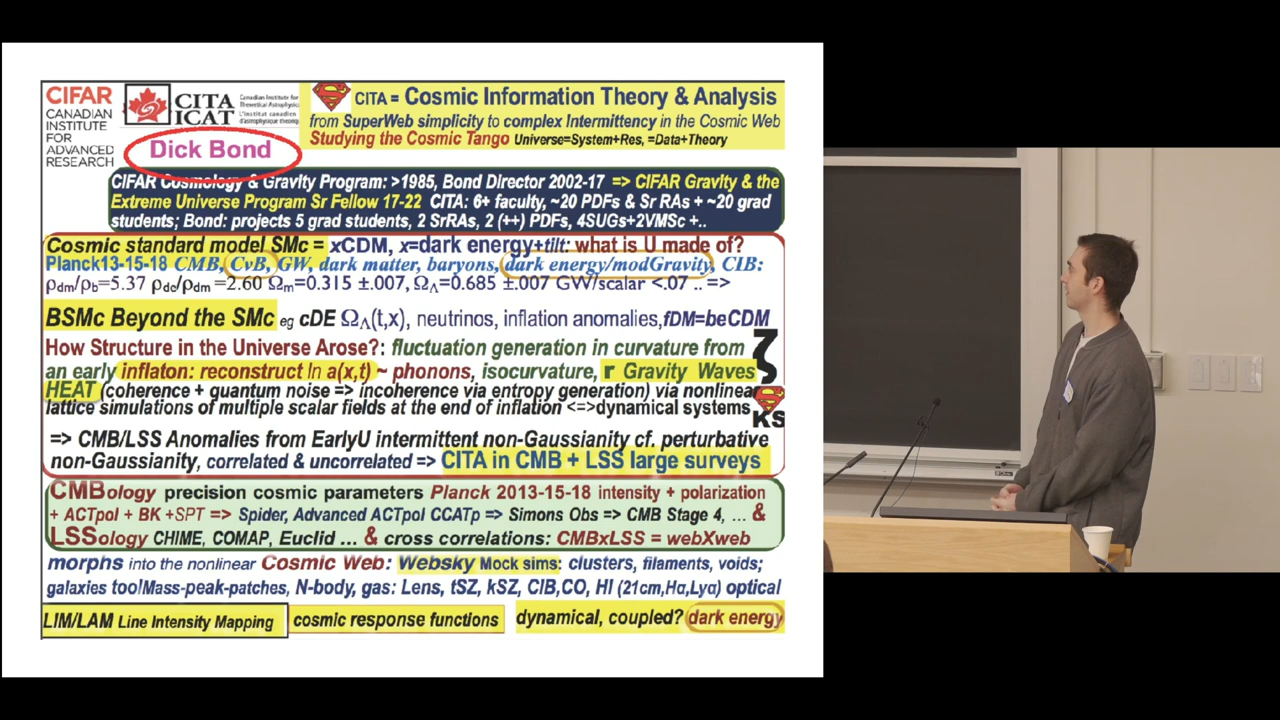 CIFAR
CANADIAN
INSTITUTE
FOR
ADVANCED
RESEARCH
CITA
ICAT
Canadian Institute for
Theoretical Astrophysics
L'institut canadien
d'astrophysique théorique
Dick Bond
CITA = Cosmic Information Theory & Analysis
from SuperWeb simplicity to complex Intermittency in the Cosmic Web
Studying the Cosmic Tango Universe=System+Res, =Data+Theory
CIFAR Cosmology & Gravity Program: >1985, Bond Director 2002-17 => CIFAR Gravity & the
Extreme Universe Program Sr Fellow 17-22 CITA: 6+ faculty, ~20 PDFs & Sr RAs + ~20 grad
students; Bond: projects 5 grad students, 2 SrRAs, 2 (++) PDFs, 4SUGs+2VMSc +..
Cosmic standard model SMc = xCDM, x=dark energy+tilt: what is U made of?
Planck13-15-18 CMB, CνB, GW, dark matter, baryons, dark energy/modGravity, CIB:
ρdm/ρb=5.37 ρde/ρdm =2.60 Ωm=0.315 ±.007, ΩΛ=0.685 ±.007 GW/scalar <.07 .. =>
BSMc Beyond the SMc eg cDE ΩΛ(t,x), neutrinos, inflation anomalies,fDM=beCDM
How Structure in the Universe Arose?: fluctuation generation in curvature from ζ
an early inflaton: reconstruct ln a(x,t) ~ phonons, isocurvature, r Gravity Waves
HEAT (coherence + quantum noise => incoherence via entropy generation) via nonlinear
lattice simulations of multiple scalar fields at the end of inflation <=>dynamical systems
KS
=> CMB/LSS Anomalies from EarlyU intermittent non-Gaussianity cf. perturbative
non-Gaussianity, correlated & uncorrelated => CITA in CMB + LSS large surveys
CMBology precision cosmic parameters Planck 2013-15-18 intensity + polarization
+ ACTpol + BK +SPT => Spider, Advanced ACTpol CCATp => Simons Obs => CMB Stage 4, ... &
LSSology CHIME, COMAP, Euclid ... & cross correlations: CMBxLSS = webXweb
morphs into the nonlinear Cosmic Web: Websky Mock sims: clusters, filaments, voids;
galaxies too!Mass-peak-patches, N-body, gas: Lens, tSZ, kSZ, CIB,CO, HI (21cm,Hα,Lyα) optical
LIM/LAM Line Intensity Mapping cosmic response functions dynamical, coupled? dark energy